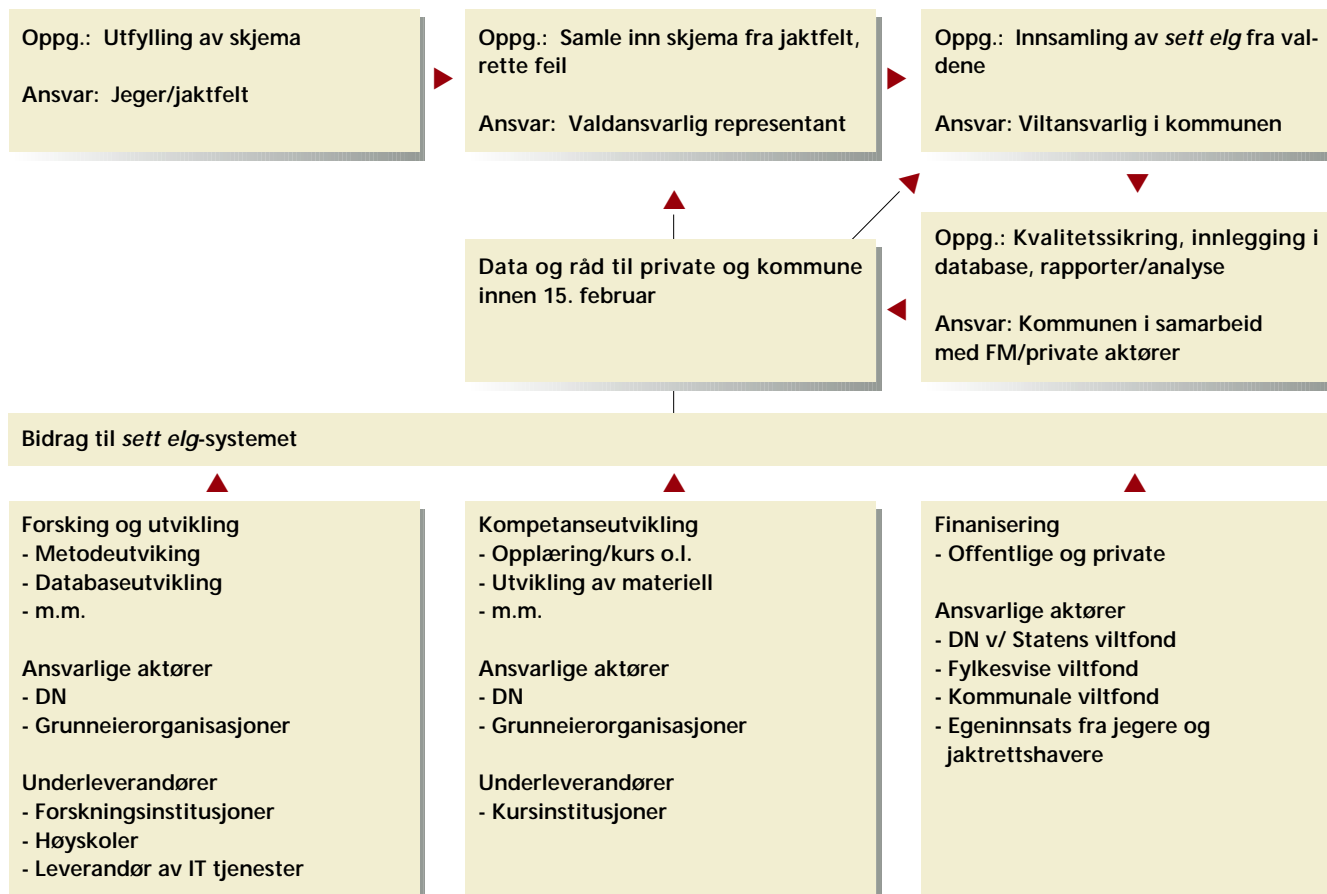 Oppg.: Utfylling av skjema
Ansvar: Jeger/jaktfelt
Oppg.: Samle inn skjema fra jaktfelt,
rette feil
Ansvar: Valdansvarlig representant
Oppg.: Innsamling av sett elg fra val-
dene
Ansvar: Viltansvarlig i kommunen
Data og råd til private og kommune
innen 15. februar
Oppg.: Kvalitetssikring, innlegging i
database, rapporter/analyse
Ansvar: Kommunen i samarbeid
med FM/private aktører
Bidrag til sett elg-systemet
Forsking og utvikling
- Metodeutviking
- Databaseutvikling
- m.m.
Ansvarlige aktører
- DN
- Grunneierorganisasjoner
Underleverandører
- Forskningsinstitusjoner
- Høyskoler
- Leverandør av IT tjenester
Kompetanseutvikling
- Opplæring/kurs o.l.
- Utvikling av materiell
- m.m.
Ansvarlige aktører
- DN
- Grunneierorganisasjoner
Underleverandører
- Kursinstitusjoner
Finanisering
- Offentlige og private
Ansvarlige aktører
- DN v/ Statens viltfond
- Fylkesvise viltfond
- Kommunale viltfond
- Egeninnsats fra jegere og
jaktrettshavere